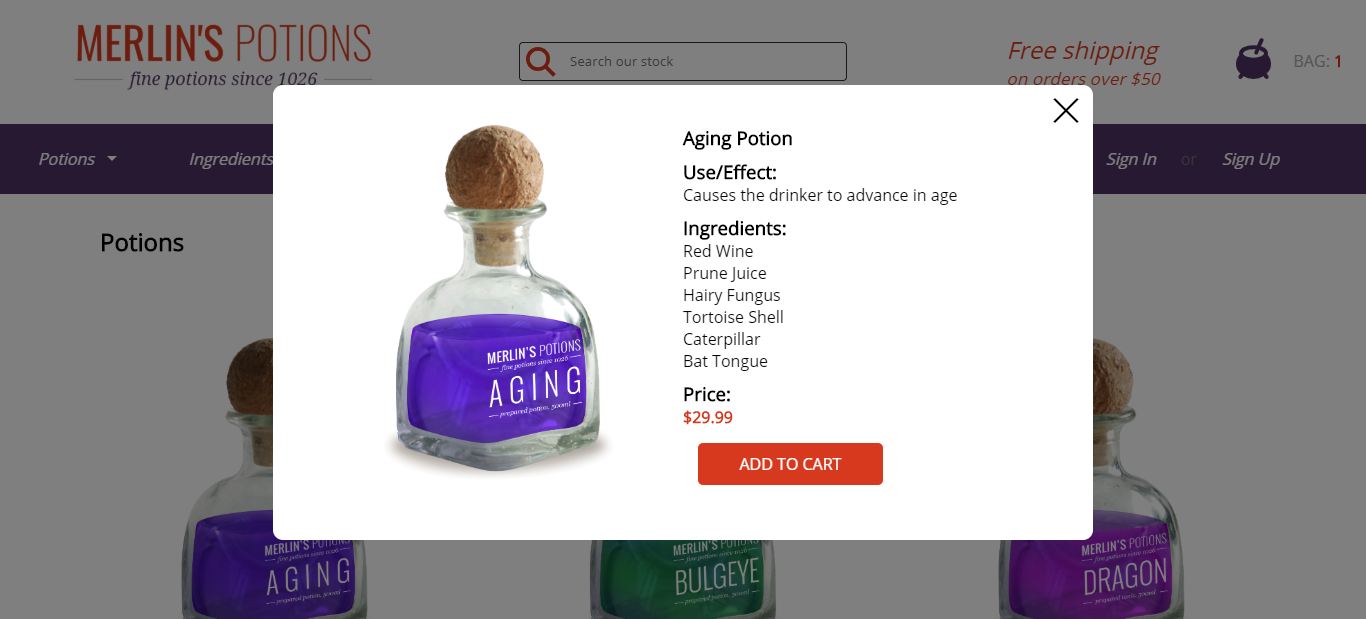 MERLIN'S POTIONS
fine potions since 1026
Search our stock
Free shipping
on orders over $50
BAG: 1
Potions
Ingredients
Sign In or Sign Up
Potions
Aging Potion
Use/Effect:
Causes the drinker to advance in age
Ingredients:
Red Wine
Prune Juice
Hairy Fungus
Tortoise Shell
Caterpillar
Bat Tongue
Price:
$29.99
ADD TO CART
MERLIN'S POTIONS
fine potions since 1026
AGING
prepared potion, 500ml
MERLIN'S POTIONS
fine potions since 1026
AGING
prepared potion, 500ml
MERLIN'S POTIONS
fine potions since 1026
BULGEYE
prepared potion, 500ml
MERLIN'S POTIONS
fine potions since 1026
DRAGON
prepared tonic, 500ml